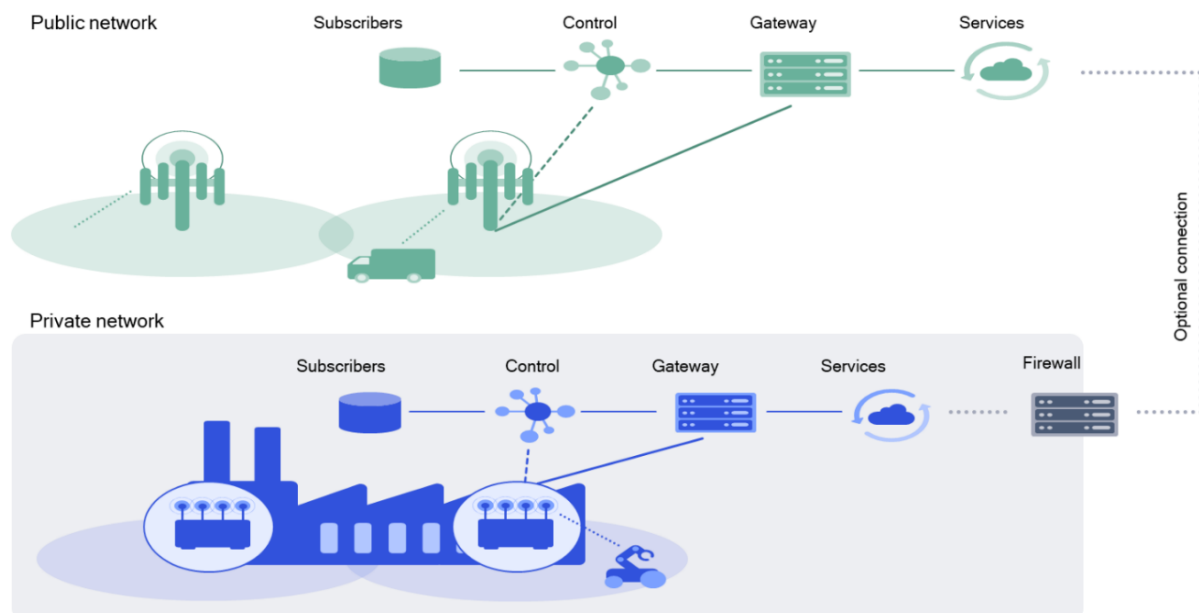 Public network
Subscribers
Control
Gateway
Services
Optional connection
Private network
Subscribers
Control
Gateway
Services
Firewall